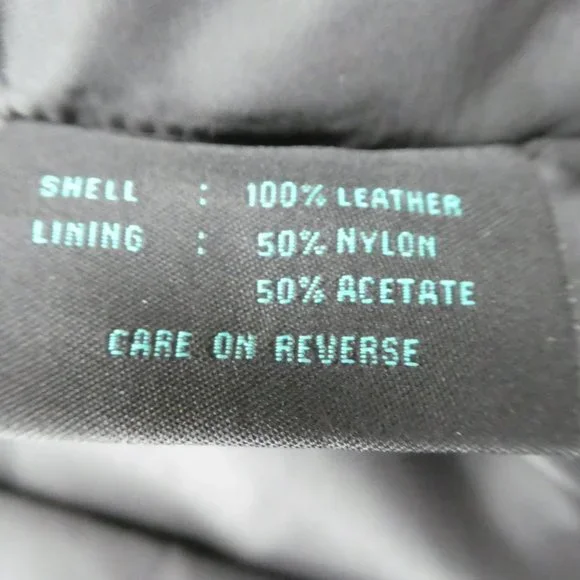 SHELL : 100% LEATHER
LINING : 50% NYLON
50% ACETATE
CARE ON REVERSE